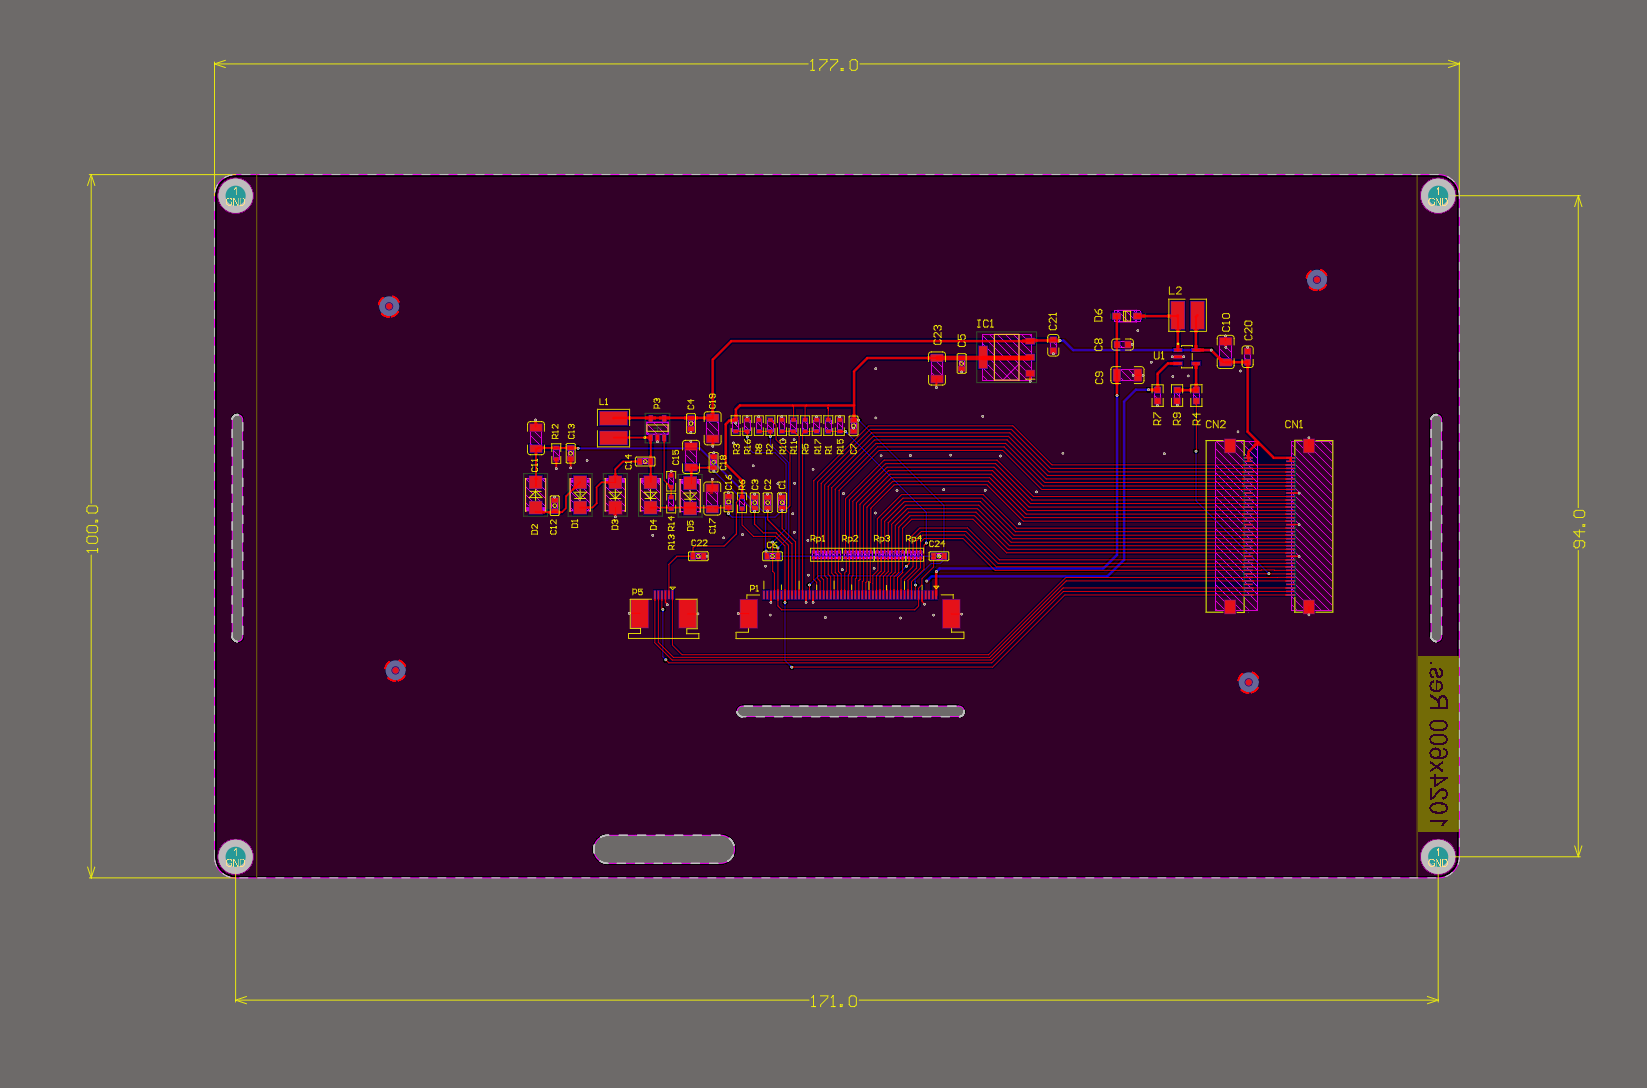 177.0
1
GND
1
GND
L2
D6
C10
C20
IC1
C21
C23
C5
C8
U1
C9
L1
P3
C4
C19
R7
R9
R4
CN2
CN1
R12
C13
R3
R16
R8
R2
R10
R11
R5
R17
R1
R15
C7
C11
C14
C15
C18
C16
R6
C3
C2
C1
D2
C12
D1
D3
D4
R14
D5
C17
R13
C22
Rp1
Rp2
Rp3
Rp4
C24
100.0
94.0
P5
P1
1024x600 Res.
1
GND
1
GND
171.0